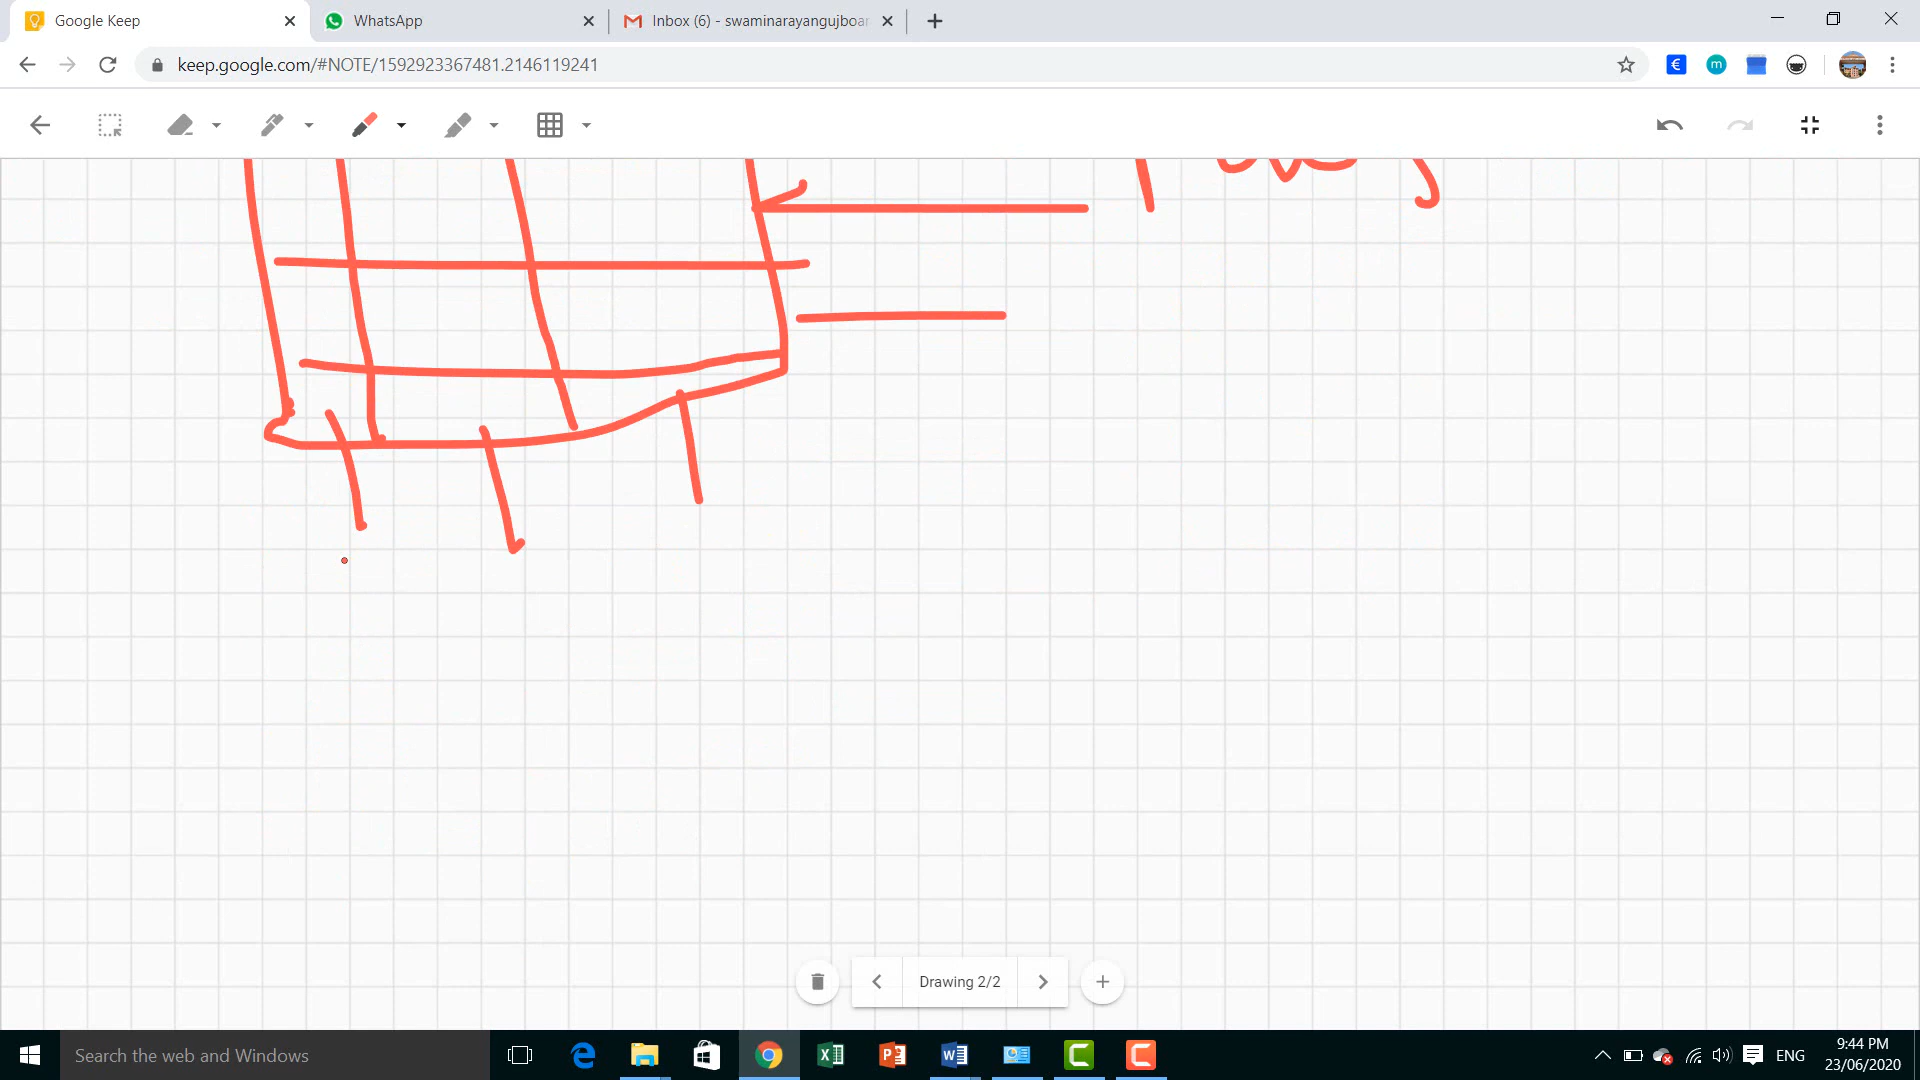 Google Keep
WhatsApp
Inbox (6) - swaminarayangujboar
keep.google.com/#NOTE/1592923367481.2146119241
Drawing 2/2
Search the web and Windows
ENG
9:44 PM
23/06/2020